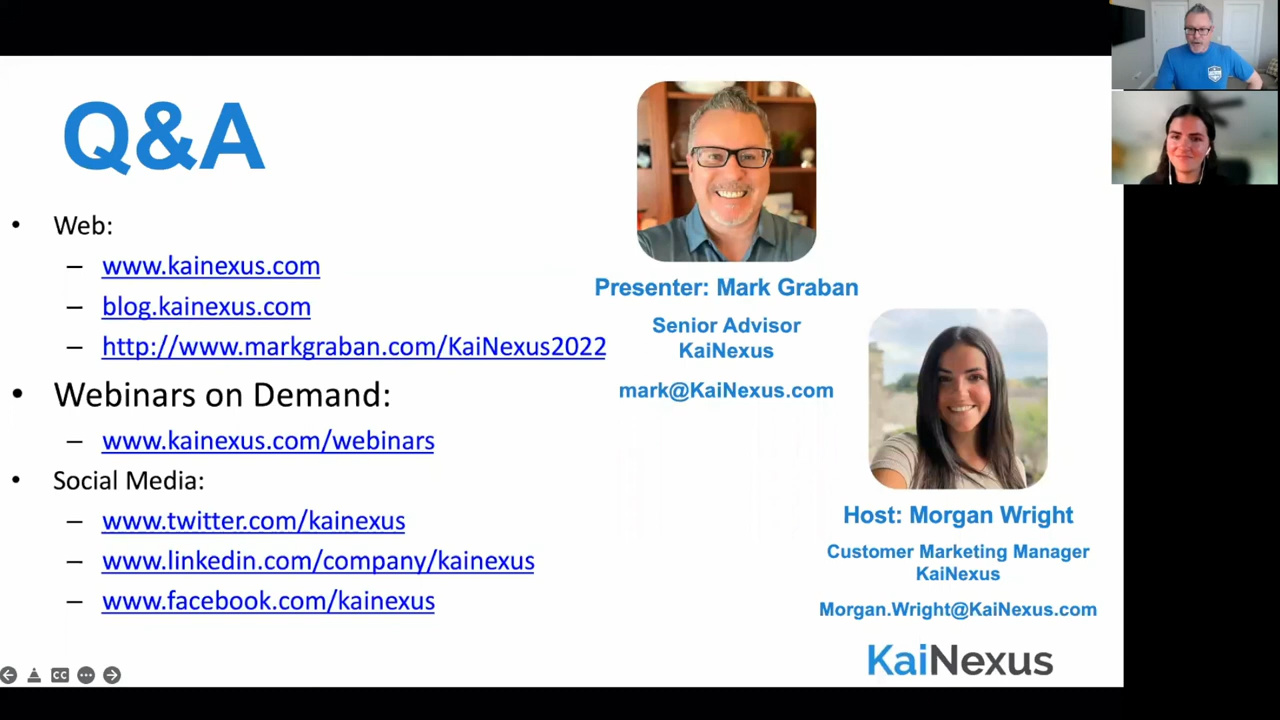 Q&A
• Web:
– www.kainexus.com
– blog.kainexus.com
– http://www.markgraban.com/KaiNexus2022
• Webinars on Demand:
– www.kainexus.com/webinars
• Social Media:
– www.twitter.com/kainexus
– www.linkedin.com/company/kainexus
– www.facebook.com/kainexus
Presenter: Mark Graban
Senior Advisor
KaiNexus
mark@KaiNexus.com
Host: Morgan Wright
Customer Marketing Manager
KaiNexus
Morgan.Wright@KaiNexus.com
KaiNexus
CC